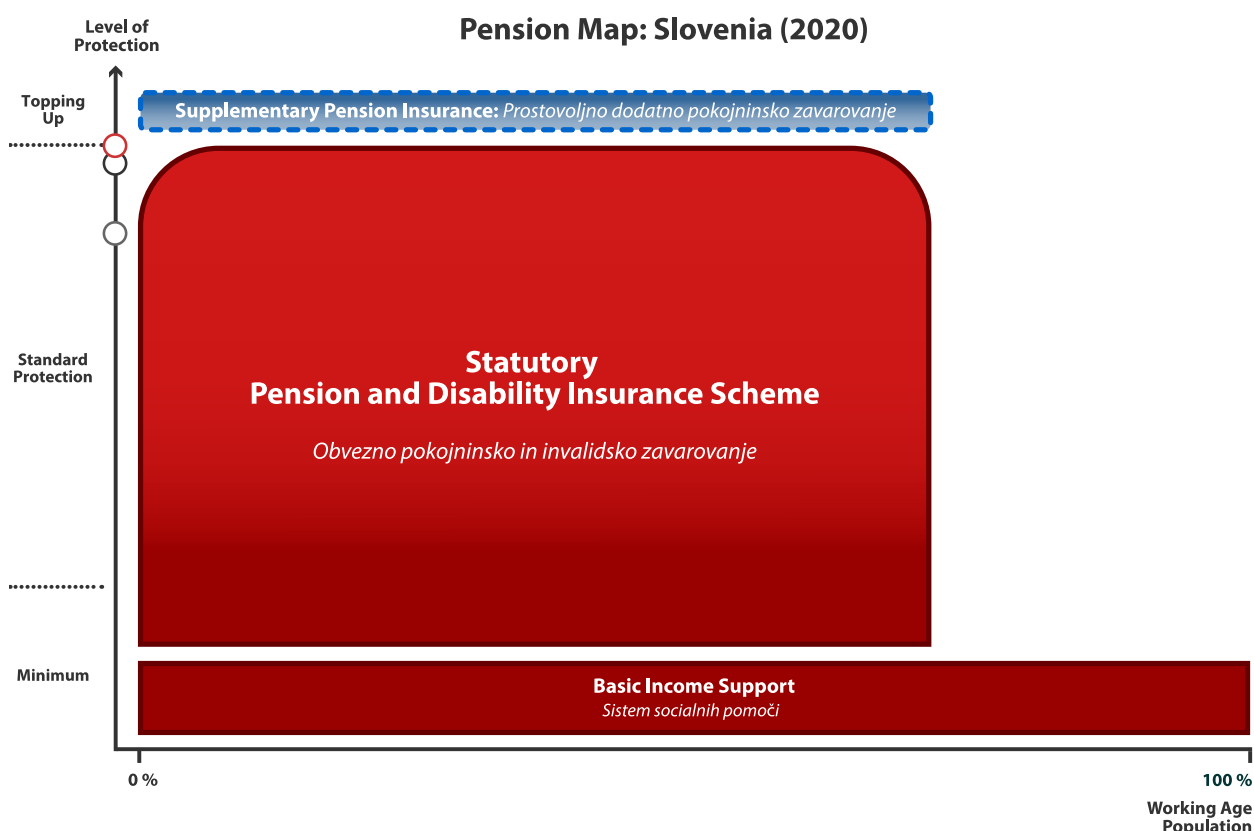 Pension Map: Slovenia (2020)
Level of
Protection
Topping
Up
Supplementary Pension Insurance: Prostovoljno dodatno pokojninsko zavarovanje
Standard
Protection
Statutory
Pension and Disability Insurance Scheme
Obvezno pokojninsko in invalidsko zavarovanje
Minimum
Basic Income Support
Sistem socialnih pomoči
0 %
100 %
Working Age
Population